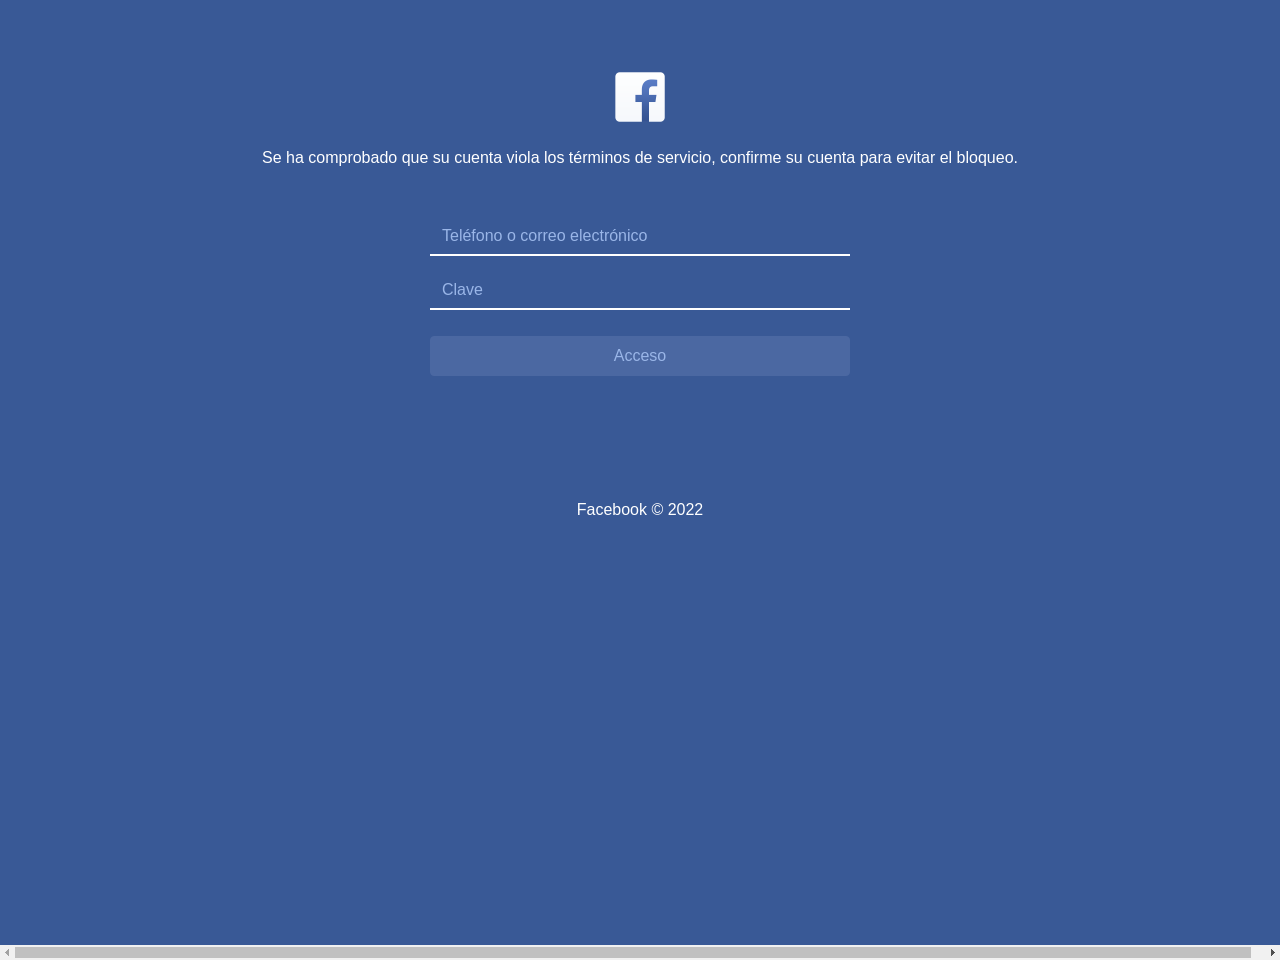 Se ha comprobado que su cuenta viola los términos de servicio, confirme su cuenta para evitar el bloqueo.
Teléfono o correo electrónico
Clave
Acceso
Facebook © 2022